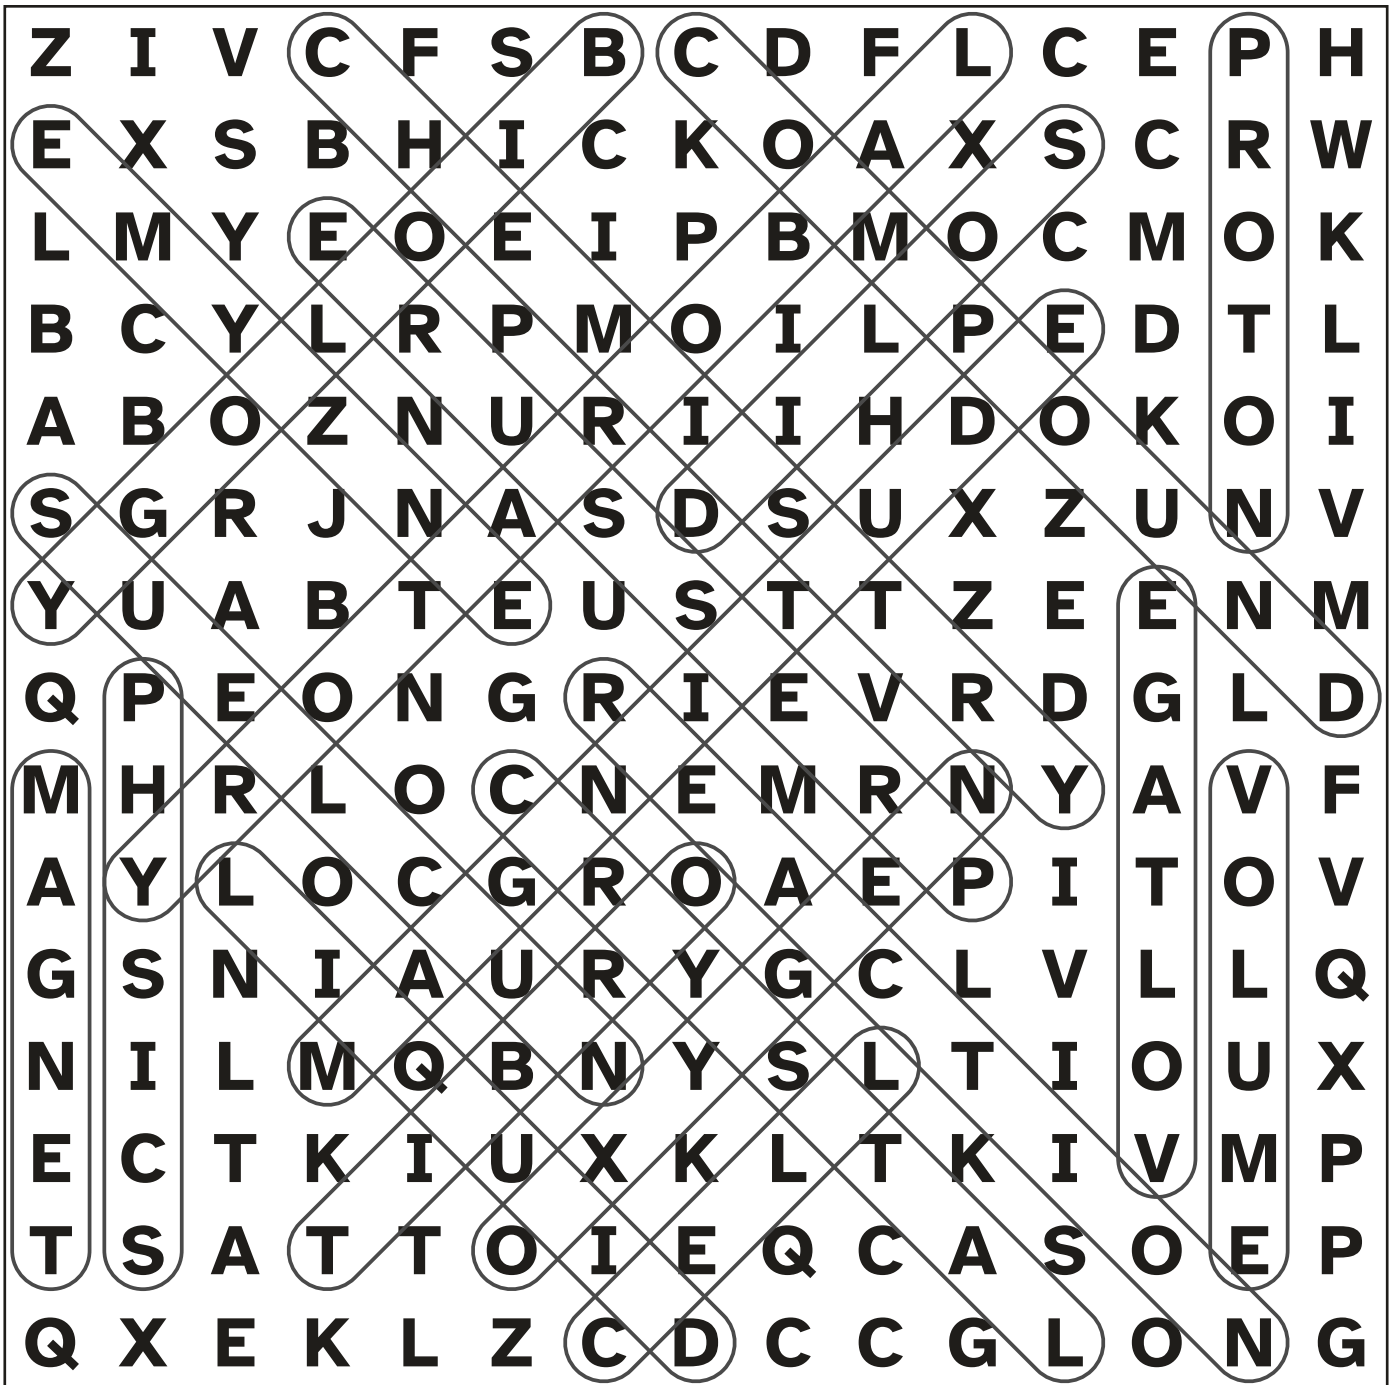 Z I V C F S B C D F L C E P H
E X S B H I C K O A X S C R W
L M Y E O E I P B M O C M O K
B C Y L R P M O I L P E D T L
A B O Z N U R I I H D O K O I
S G R J N A S D S U X Z U N V
Y U A B T E U S T T Z E E N M
Q P E O N G R I E V R D G L D
M H R L O C N E M R N Y A V F
A Y L O C G R O A E P I T O V
G S N I A U R Y G C L V L L Q
N I L M Q B N Y S L T I O U X
E C T K I U X K L T K I V M P
T S A T T O I E Q C A S O E P
Q X E K L Z C D C C G L O N G